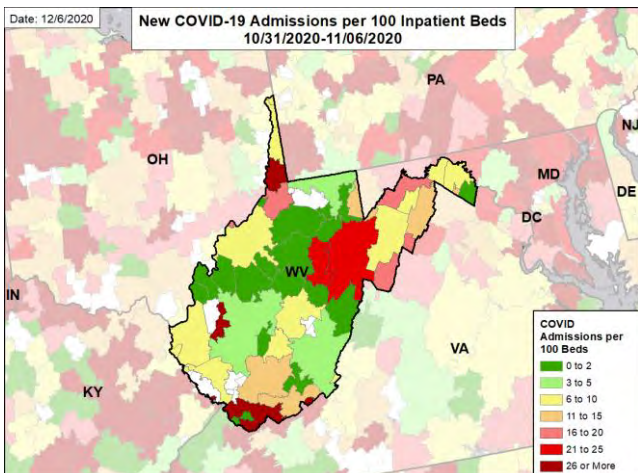 Date: 12/6/2020
New COVID-19 Admissions per 100 Inpatient Beds
10/31/2020-11/06/2020
PA
NJ
OH
MD
DE
DC
WV
IN
VA
KY
COVID
Admissions per
100 Beds
0 to 2
3 to 5
6 to 10
11 to 15
16 to 20
21 to 25
26 or More